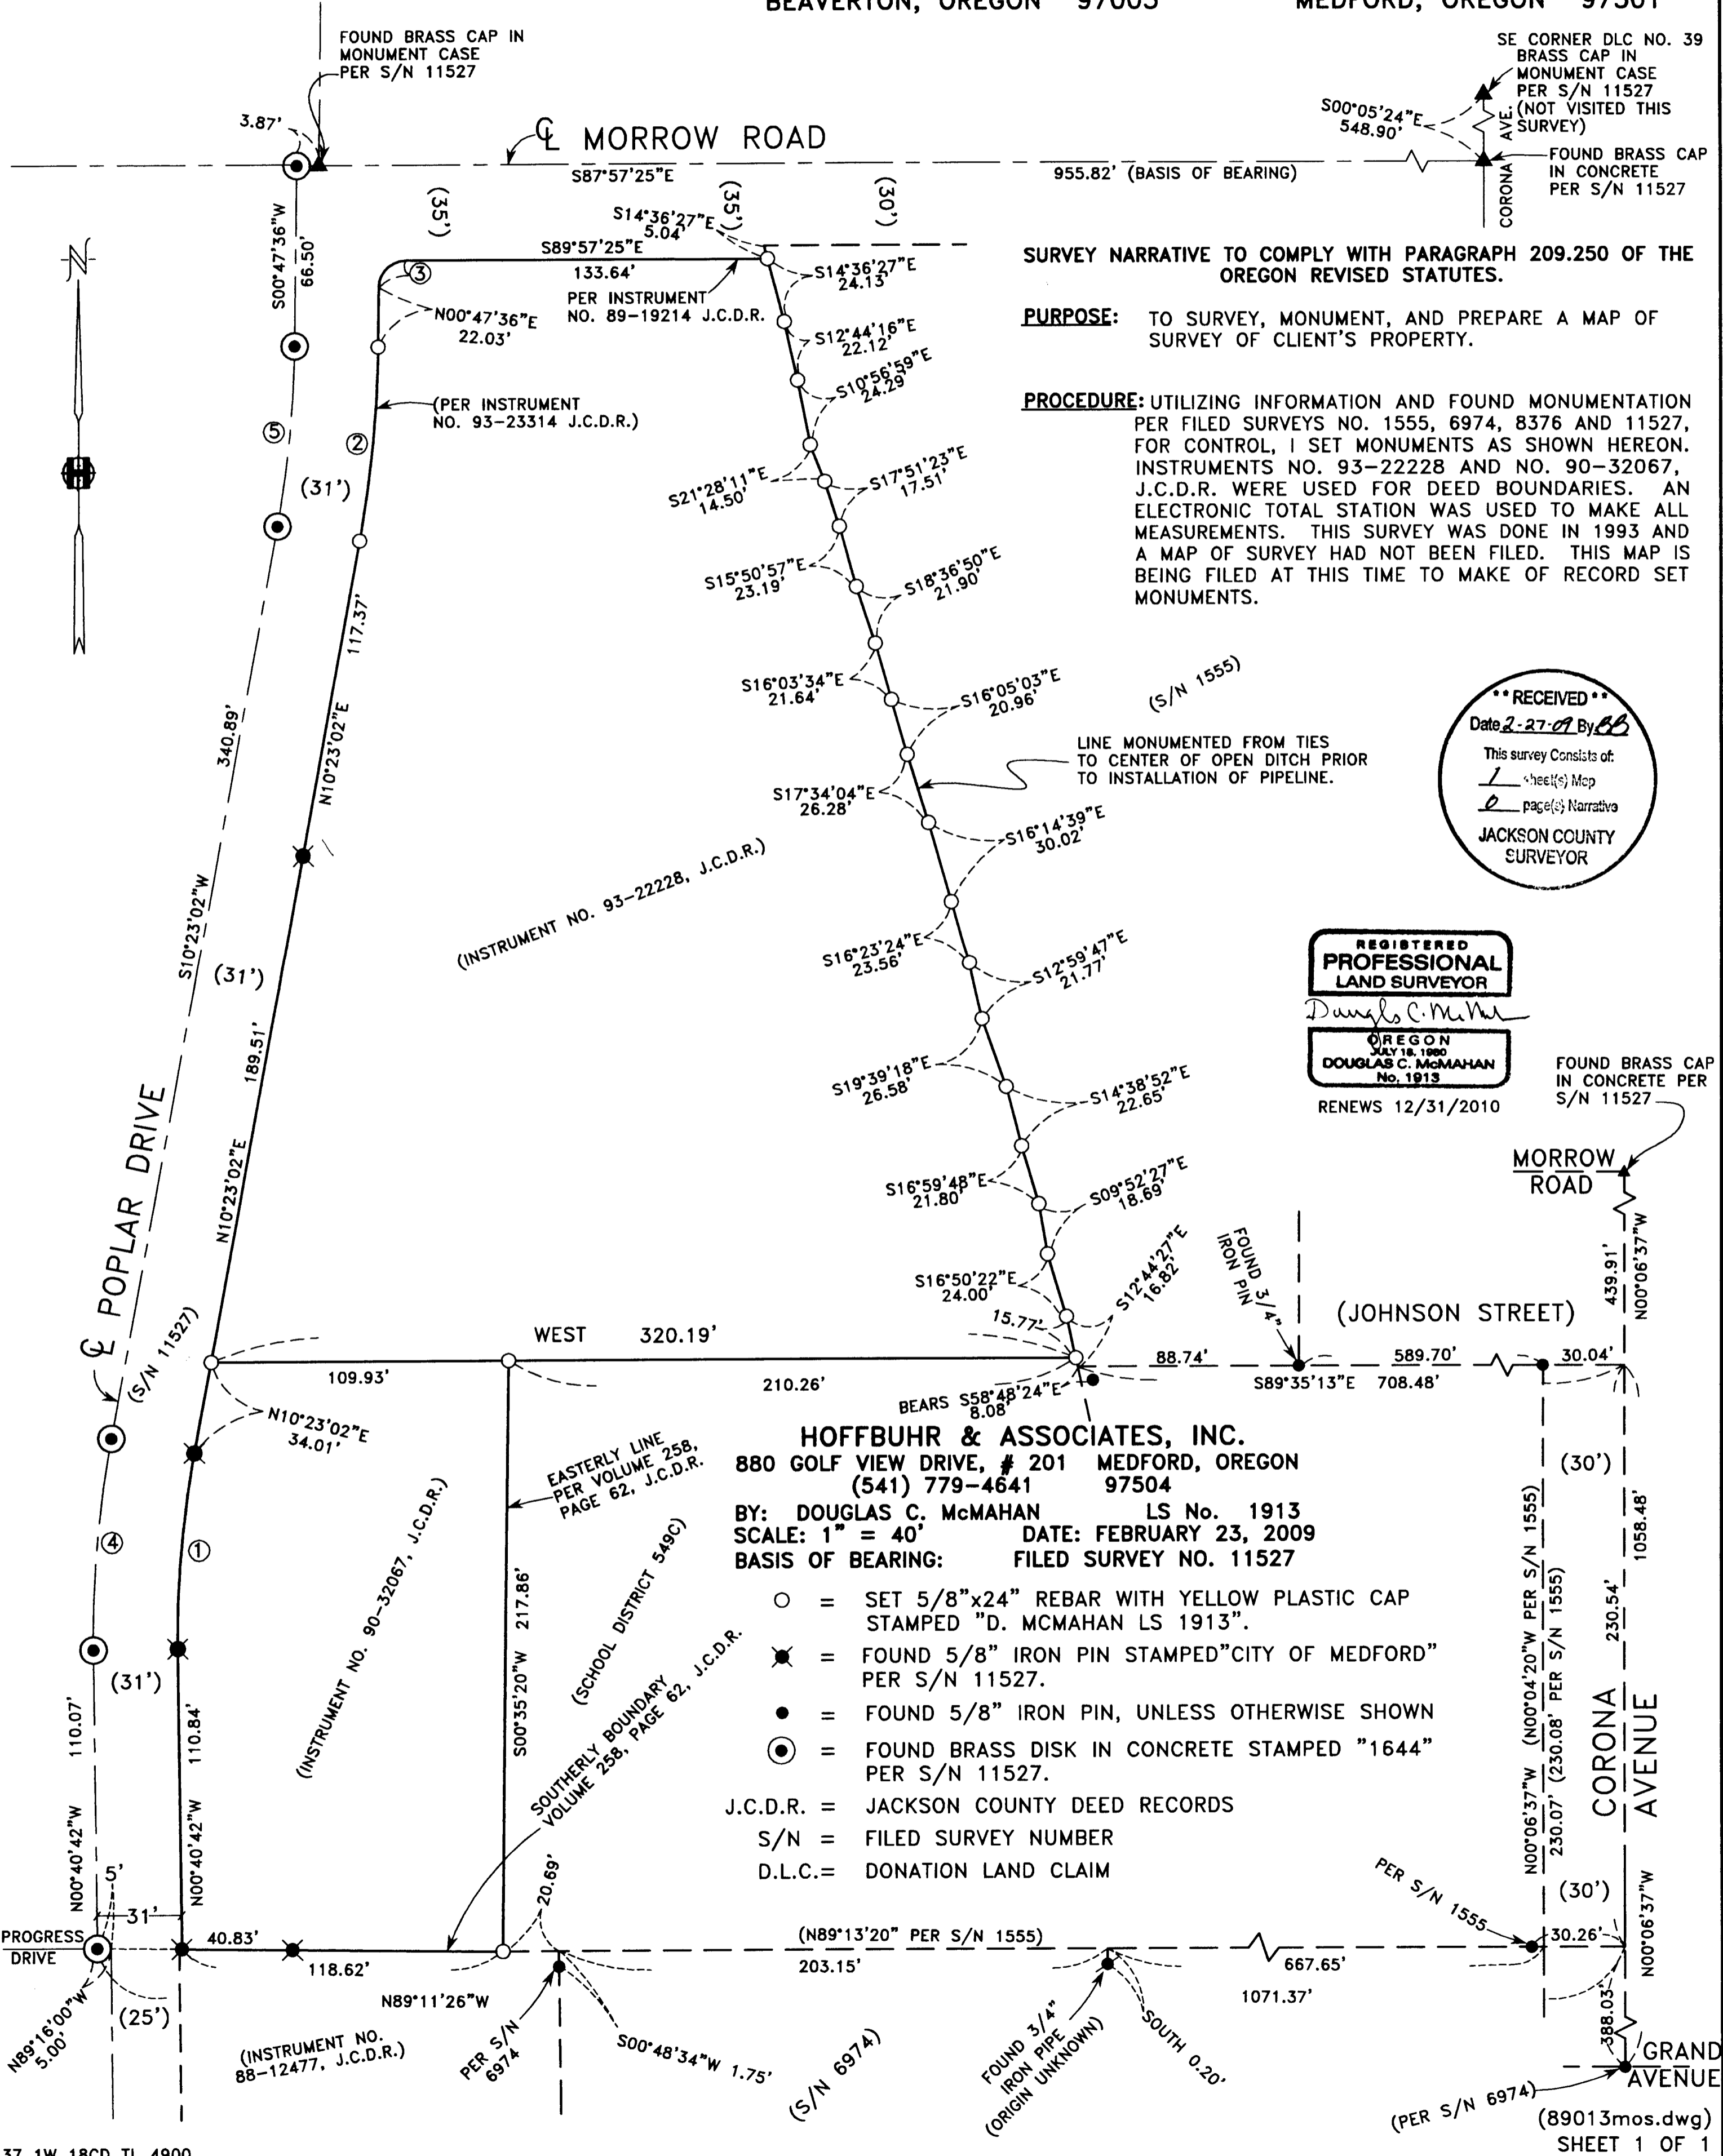 BEAVERTON, OREGON 97005
MEDFORD, OREGON 97501
FOUND BRASS CAP IN
MONUMENT CASE
PER S/N 11527
3.87'
℄ MORROW ROAD
S87°57'25"E
955.82' (BASIS OF BEARING)
S00°05'24"E
548.90'
SE CORNER DLC NO. 39
BRASS CAP IN
MONUMENT CASE
PER S/N 11527
(NOT VISITED THIS
SURVEY)
CORONA AVE.
FOUND BRASS CAP
IN CONCRETE
PER S/N 11527
(35')
(35')
(30')
S00°47'36"W
66.50'
N
H
S14°36'27"E
5.04'
S89°57'25"E
133.64'
③
PER INSTRUMENT
NO. 89-19214 J.C.D.R.
N00°47'36"E
22.03'
(PER INSTRUMENT
NO. 93-23314 J.C.D.R.)
⑤
②
(31')
S14°36'27"E
24.13'
S12°44'16"E
22.12'
S10°56'59"E
24.29'
S21°28'11"E
14.50'
S17°51'23"E
17.51'
S15°50'57"E
23.19'
S18°36'50"E
21.90'
S16°03'34"E
21.64'
S16°05'03"E
20.96'
S17°34'04"E
26.28'
S16°14'39"E
30.02'
S16°23'24"E
23.56'
S12°59'47"E
21.77'
S19°39'18"E
26.58'
S14°38'52"E
22.65'
S16°59'48"E
21.80'
S09°52'27"E
18.69'
S16°50'22"E
24.00'
S12°44'27"E
16.82'
15.77'
SURVEY NARRATIVE TO COMPLY WITH PARAGRAPH 209.250 OF THE
OREGON REVISED STATUTES.
PURPOSE: TO SURVEY, MONUMENT, AND PREPARE A MAP OF
SURVEY OF CLIENT'S PROPERTY.
PROCEDURE: UTILIZING INFORMATION AND FOUND MONUMENTATION
PER FILED SURVEYS NO. 1555, 6974, 8376 AND 11527,
FOR CONTROL, I SET MONUMENTS AS SHOWN HEREON.
INSTRUMENTS NO. 93-22228 AND NO. 90-32067,
J.C.D.R. WERE USED FOR DEED BOUNDARIES. AN
ELECTRONIC TOTAL STATION WAS USED TO MAKE ALL
MEASUREMENTS. THIS SURVEY WAS DONE IN 1993 AND
A MAP OF SURVEY HAD NOT BEEN FILED. THIS MAP IS
BEING FILED AT THIS TIME TO MAKE OF RECORD SET
MONUMENTS.
(S/N 1555)
LINE MONUMENTED FROM TIES
TO CENTER OF OPEN DITCH PRIOR
TO INSTALLATION OF PIPELINE.
** RECEIVED **
Date 2-27-09 By BB
This survey Consists of:
1 sheet(s) Map
0 page(s) Narrative
JACKSON COUNTY
SURVEYOR
REGISTERED
PROFESSIONAL
LAND SURVEYOR
Douglas C. McMahan
OREGON
JULY 18, 1980
DOUGLAS C. McMAHAN
No. 1913
RENEWS 12/31/2010
117.37'
N10°23'02"E
340.89'
S10°23'02"W
(31')
189.51'
N10°23'02"E
(INSTRUMENT NO. 93-22228, J.C.D.R.)
℄ POPLAR DRIVE
(S/N 11527)
FOUND BRASS CAP
IN CONCRETE PER
S/N 11527
MORROW
ROAD
439.91'
N00°06'37"W
FOUND 3/4"
IRON PIN
(JOHNSON STREET)
WEST 320.19'
109.93'
210.26'
88.74'
589.70'
30.04'
S89°35'13"E 708.48'
BEARS S58°48'24"E
8.08'
N10°23'02"E
34.01'
EASTERLY LINE
PER VOLUME 258,
PAGE 62, J.C.D.R.
HOFFBUHR & ASSOCIATES, INC.
880 GOLF VIEW DRIVE, # 201 MEDFORD, OREGON
(541) 779-4641 97504
BY: DOUGLAS C. McMAHAN LS No. 1913
SCALE: 1" = 40' DATE: FEBRUARY 23, 2009
BASIS OF BEARING: FILED SURVEY NO. 11527
= SET 5/8"x24" REBAR WITH YELLOW PLASTIC CAP
STAMPED "D. MCMAHAN LS 1913".
= FOUND 5/8" IRON PIN STAMPED"CITY OF MEDFORD"
PER S/N 11527.
= FOUND 5/8" IRON PIN, UNLESS OTHERWISE SHOWN
= FOUND BRASS DISK IN CONCRETE STAMPED "1644"
PER S/N 11527.
J.C.D.R. = JACKSON COUNTY DEED RECORDS
S/N = FILED SURVEY NUMBER
D.L.C.= DONATION LAND CLAIM
④
①
(31')
110.07'
110.84'
N00°40'42"W
N00°40'42"W
(INSTRUMENT NO. 90-32067, J.C.D.R.)
S00°35'20"W 217.86'
(SCHOOL DISTRICT 549C)
SOUTHERLY BOUNDARY
VOLUME 258, PAGE 62, J.C.D.R.
(30')
N00°06'37"W (N00°04'20"W PER S/N 1555)
230.07' (230.08' PER S/N 1555)
230.54'
1058.48'
CORONA
AVENUE
(30')
N00°06'37"W
5'
31'
PROGRESS
DRIVE
40.83'
118.62'
N89°11'26"W
20.69'
(N89°13'20" PER S/N 1555)
203.15'
667.65'
1071.37'
PER S/N 1555
30.26'
N89°16'00"W
5.00'
(25')
(INSTRUMENT NO.
88-12477, J.C.D.R.)
PER S/N
6974
S00°48'34"W 1.75'
(S/N 6974)
FOUND 3/4"
IRON PIPE
(ORIGIN UNKNOWN)
SOUTH 0.20'
388.03'
GRAND
AVENUE
(PER S/N 6974)
(89013mos.dwg)
SHEET 1 OF 1
37 1W 18CD TL 4900